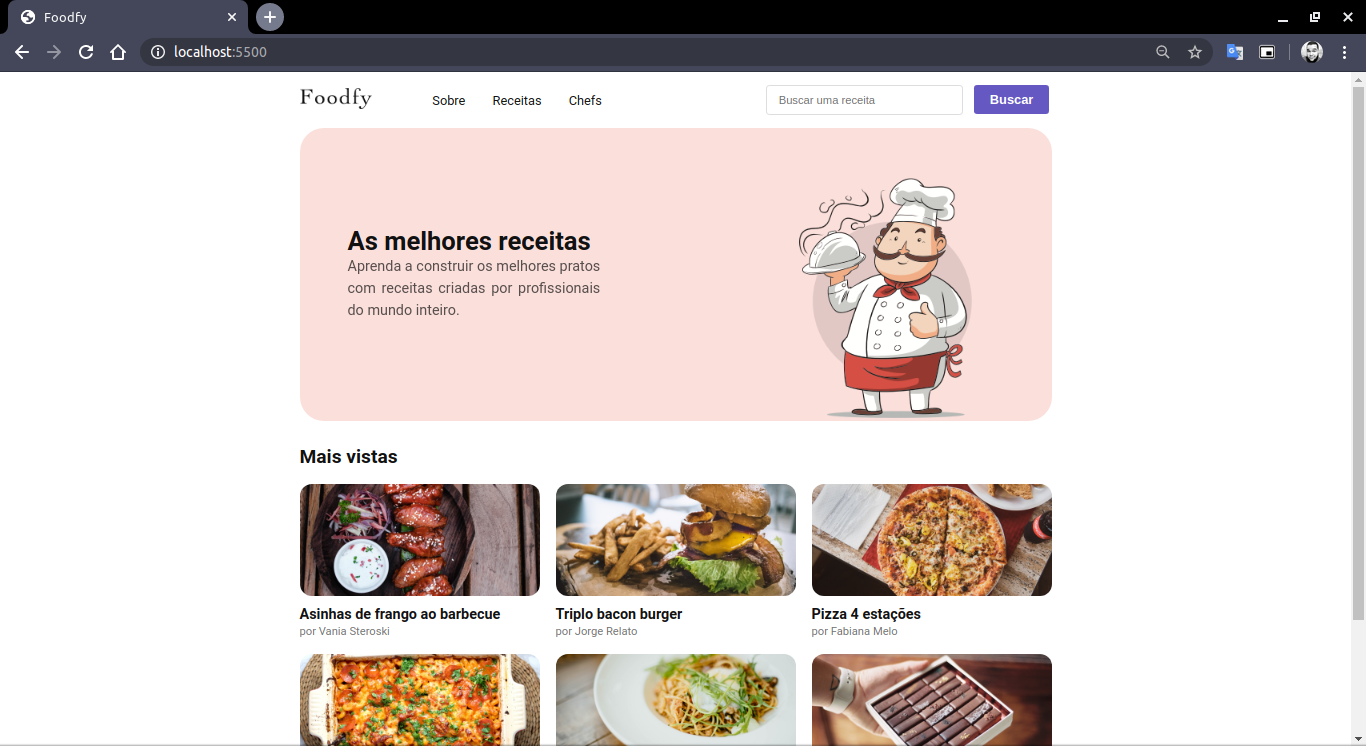 Foodfy
localhost:5500
Foodfy
Sobre
Receitas
Chefs
Buscar uma receita
Buscar
As melhores receitas
Aprenda a construir os melhores pratos
com receitas criadas por profissionais
do mundo inteiro.
Mais vistas
Asinhas de frango ao barbecue
por Vania Steroski
Triplo bacon burger
por Jorge Relato
Pizza 4 estações
por Fabiana Melo